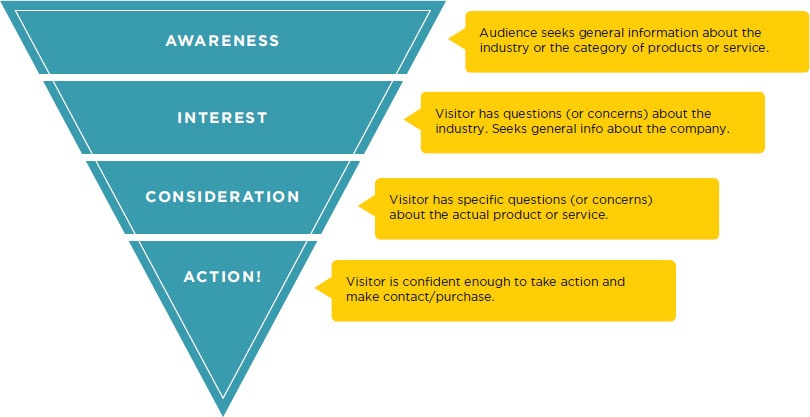 AWARENESS
Audience seeks general information about the
industry or the category of products or service.
INTEREST
Visitor has questions (or concerns) about the
industry. Seeks general info about the company.
CONSIDERATION
Visitor has specific questions (or concerns)
about the actual product or service.
ACTION!
Visitor is confident enough to take action and
make contact/purchase.